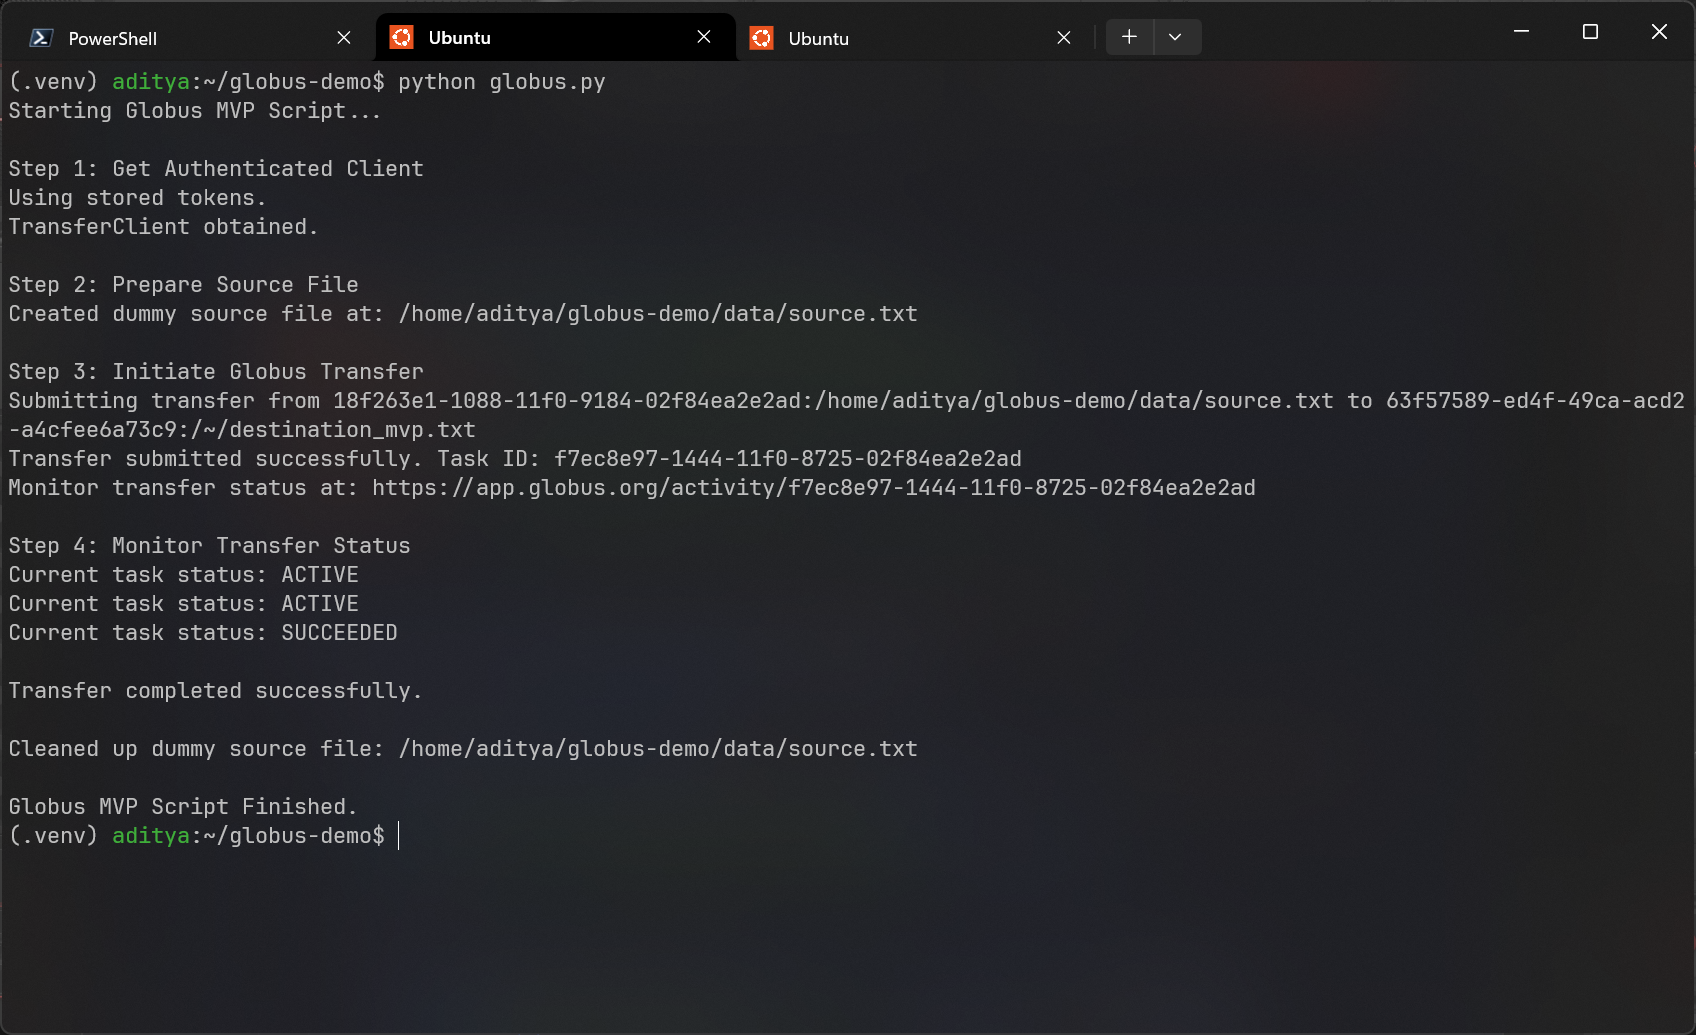 PowerShell
Ubuntu
Ubuntu
(.venv) aditya:~/globus-demo$ python globus.py
Starting Globus MVP Script...
Step 1: Get Authenticated Client
Using stored tokens.
TransferClient obtained.
Step 2: Prepare Source File
Created dummy source file at: /home/aditya/globus-demo/data/source.txt
Step 3: Initiate Globus Transfer
Submitting transfer from 18f263e1-1088-11f0-9184-02f84ea2e2ad:/home/aditya/globus-demo/data/source.txt to 63f57589-ed4f-49ca-acd2
-a4cfee6a73c9:/~/destination_mvp.txt
Transfer submitted successfully. Task ID: f7ec8e97-1444-11f0-8725-02f84ea2e2ad
Monitor transfer status at: https://app.globus.org/activity/f7ec8e97-1444-11f0-8725-02f84ea2e2ad
Step 4: Monitor Transfer Status
Current task status: ACTIVE
Current task status: ACTIVE
Current task status: SUCCEEDED
Transfer completed successfully.
Cleaned up dummy source file: /home/aditya/globus-demo/data/source.txt
Globus MVP Script Finished.
(.venv) aditya:~/globus-demo$